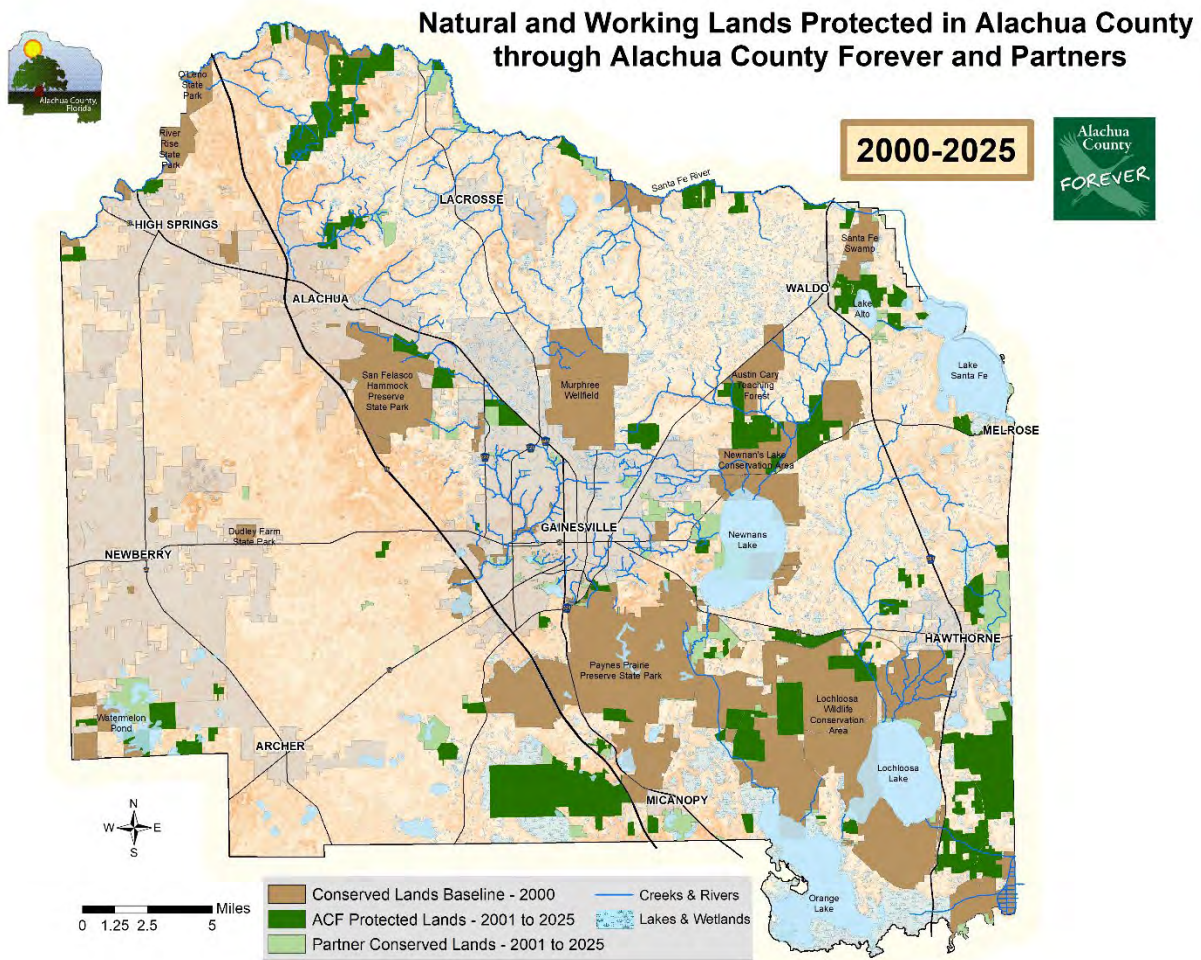 Natural and Working Lands Protected in Alachua County
through Alachua County Forever and Partners
Alachua County,
Florida
2000-2025
Alachua
County
FOREVER
O'Leno
State
Park
River
Rise
State
Park
HIGH SPRINGS
LACROSSE
Santa Fe River
Santa Fe
Swamp
WALDO
ALACHUA
Lake
Alto
Lake
Santa Fe
San Felasco
Hammock
Preserve
State Park
Murphree
Wellfield
Austin Cary
Teaching
Forest
MELROSE
Newnan's Lake
Conservation Area
Dudley Farm
State Park
GAINESVILLE
Newnans
Lake
NEWBERRY
HAWTHORNE
Paynes Prairie
Preserve State Park
Lochloosa
Wildlife
Conservation
Area
Watermelon
Pond
ARCHER
Lochloosa
Lake
MICANOPY
Orange
Lake
N
W E
S
Miles
0 1.25 2.5 5
Conserved Lands Baseline - 2000
ACF Protected Lands - 2001 to 2025
Partner Conserved Lands - 2001 to 2025
Creeks & Rivers
Lakes & Wetlands